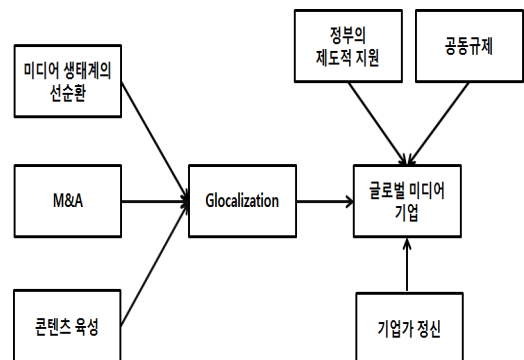 정부의
제도적 지원
공동규제
미디어 생태계의
선순환
M&A
Glocalization
글로벌 미디어
기업
콘텐츠 육성
기업가 정신